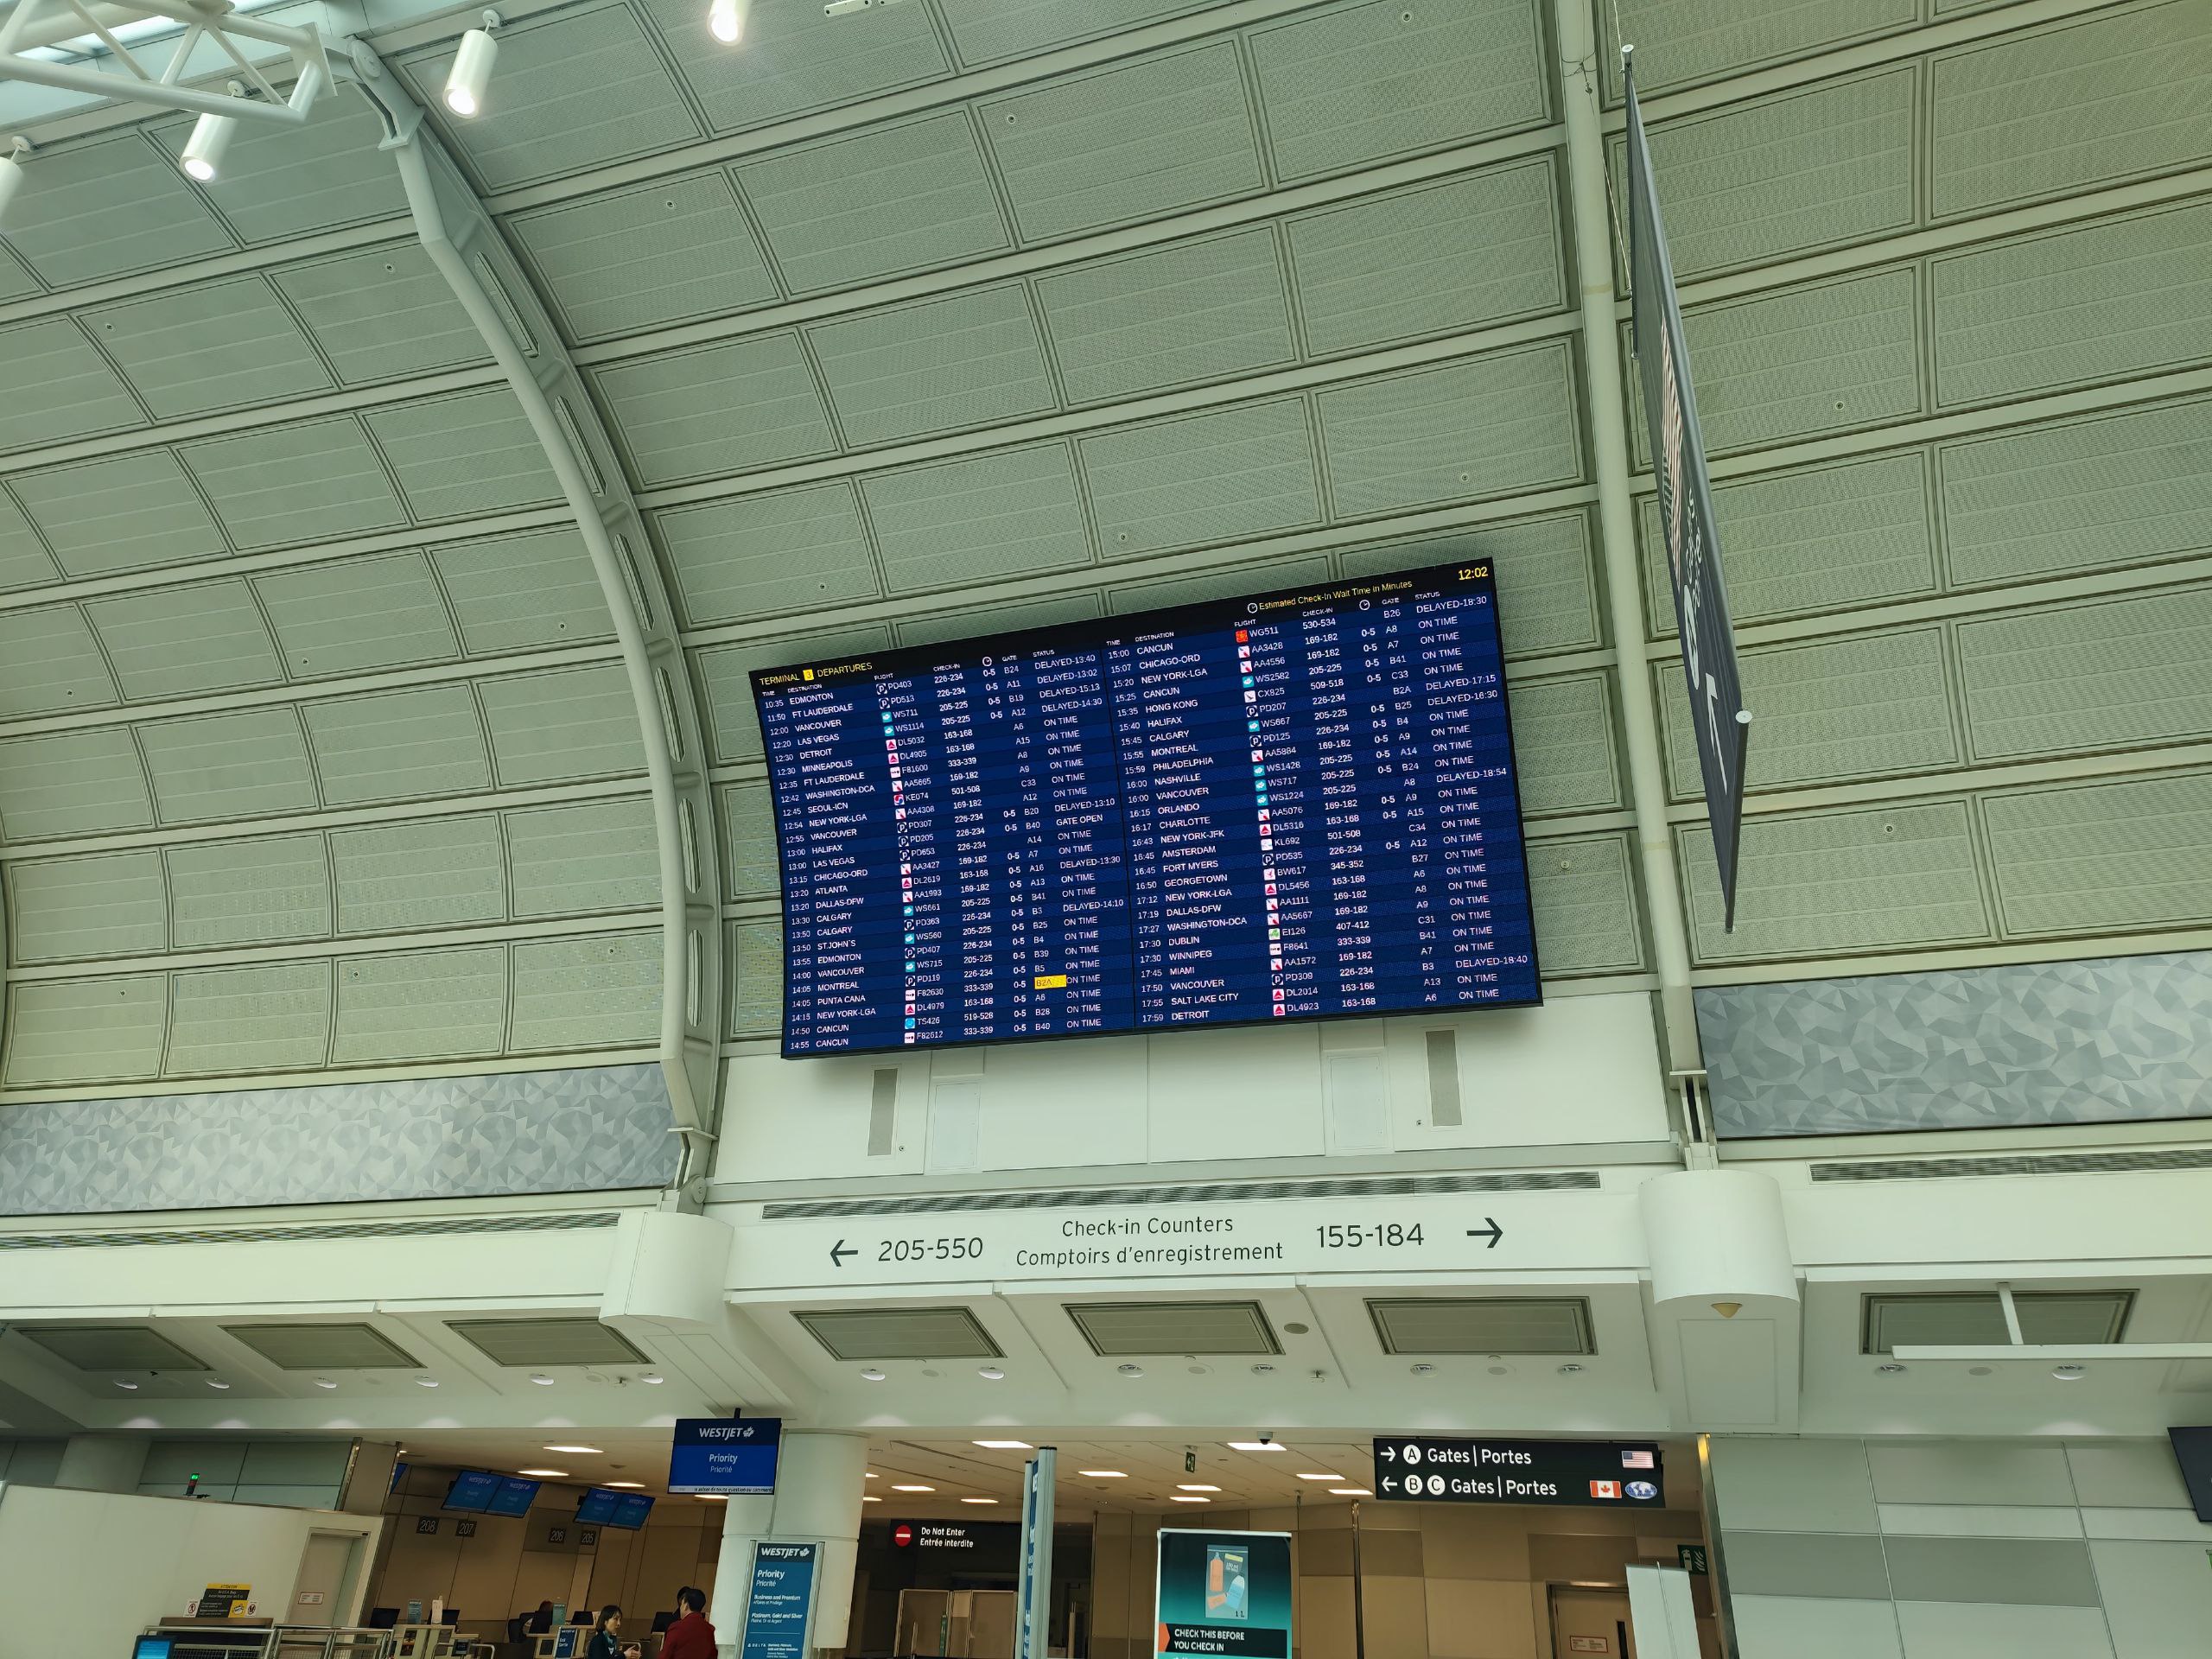 TERMINAL 3 DEPARTURES
TIME DESTINATION FLIGHT CHECK-IN GATE STATUS
10:35 EDMONTON PD403 226-234 0-5 B24 DELAYED-13:40
11:50 FT LAUDERDALE PD513 226-234 0-5 A11 DELAYED-13:02
12:00 VANCOUVER WS711 205-225 0-5 B19 DELAYED-15:13
12:20 LAS VEGAS WS1114 205-225 0-5 A12 DELAYED-14:30
12:30 DETROIT DL5032 163-168 A6 ON TIME
12:30 MINNEAPOLIS DL4905 163-168 A15 ON TIME
12:35 FT LAUDERDALE F81600 333-339 A8 ON TIME
12:42 WASHINGTON-DCA AA5665 169-182 A9 ON TIME
12:45 SEOUL-ICN KE074 501-508 C33 ON TIME
12:54 NEW YORK-LGA AA4308 169-182 A12 ON TIME
12:55 VANCOUVER PD307 226-234 0-5 B20 DELAYED-13:10
13:00 HALIFAX PD205 226-234 0-5 B40 GATE OPEN
13:00 LAS VEGAS PD653 226-234 A14 ON TIME
13:15 CHICAGO-ORD AA3427 169-182 0-5 A7 ON TIME
13:20 ATLANTA DL2619 163-168 0-5 A16 DELAYED-13:30
13:20 DALLAS-DFW AA1993 169-182 0-5 A13 ON TIME
13:30 CALGARY WS661 205-225 0-5 B41 ON TIME
13:50 CALGARY PD363 226-234 0-5 B3 DELAYED-14:10
13:50 ST.JOHN'S WS560 205-225 0-5 B25 ON TIME
13:55 EDMONTON PD407 226-234 0-5 B4 ON TIME
14:00 VANCOUVER WS715 205-225 0-5 B39 ON TIME
14:05 MONTREAL PD119 226-234 0-5 B5 ON TIME
14:05 PUNTA CANA F82630 333-339 0-5 B2A ON TIME
14:15 NEW YORK-LGA DL4979 163-168 0-5 A6 ON TIME
14:50 CANCUN TS426 519-528 0-5 B28 ON TIME
14:55 CANCUN F82612 333-339 0-5 B40 ON TIME
Estimated Check-In Wait Time in Minutes 12:02
TIME DESTINATION FLIGHT CHECK-IN GATE STATUS
15:00 CANCUN WG511 530-534 B26 DELAYED-18:30
15:07 CHICAGO-ORD AA3428 169-182 0-5 A8 ON TIME
15:20 NEW YORK-LGA AA4556 169-182 0-5 A7 ON TIME
15:25 CANCUN WS2582 205-225 0-5 B41 ON TIME
15:35 HONG KONG CX825 509-518 0-5 C33 ON TIME
15:40 HALIFAX PD207 226-234 B2A DELAYED-17:15
15:45 CALGARY WS667 205-225 0-5 B25 DELAYED-16:30
15:55 MONTREAL PD125 226-234 0-5 B4 ON TIME
15:59 PHILADELPHIA AA5884 169-182 0-5 A9 ON TIME
16:00 NASHVILLE WS1428 205-225 0-5 A14 ON TIME
16:00 VANCOUVER WS717 205-225 0-5 B24 ON TIME
16:15 ORLANDO WS1224 205-225 A8 DELAYED-18:54
16:17 CHARLOTTE AA5076 169-182 0-5 A9 ON TIME
16:43 NEW YORK-JFK DL5316 163-168 0-5 A15 ON TIME
16:45 AMSTERDAM KL692 501-508 C34 ON TIME
16:45 FORT MYERS PD535 226-234 0-5 A12 ON TIME
16:50 GEORGETOWN BW617 345-352 B27 ON TIME
17:12 NEW YORK-LGA DL5456 163-168 A6 ON TIME
17:19 DALLAS-DFW AA1111 169-182 A8 ON TIME
17:27 WASHINGTON-DCA AA5667 169-182 A9 ON TIME
17:30 DUBLIN EI126 407-412 C31 ON TIME
17:30 WINNIPEG F8641 333-339 B41 ON TIME
17:45 MIAMI AA1572 169-182 A7 ON TIME
17:50 VANCOUVER PD309 226-234 B3 DELAYED-18:40
17:55 SALT LAKE CITY DL2014 163-168 A13 ON TIME
17:59 DETROIT DL4923 163-168 A6 ON TIME
← 205-550 Check-in Counters 155-184 →
Comptoirs d'enregistrement
WESTJET
Priority
Priorité
→ A Gates | Portes
← B C Gates | Portes
208 207 206 205
Do Not Enter
Entrée interdite
WESTJET
Priority
Priorité
Business and Premium
Platinum, Gold and Silver
1 L
CHECK THIS BEFORE
YOU CHECK IN